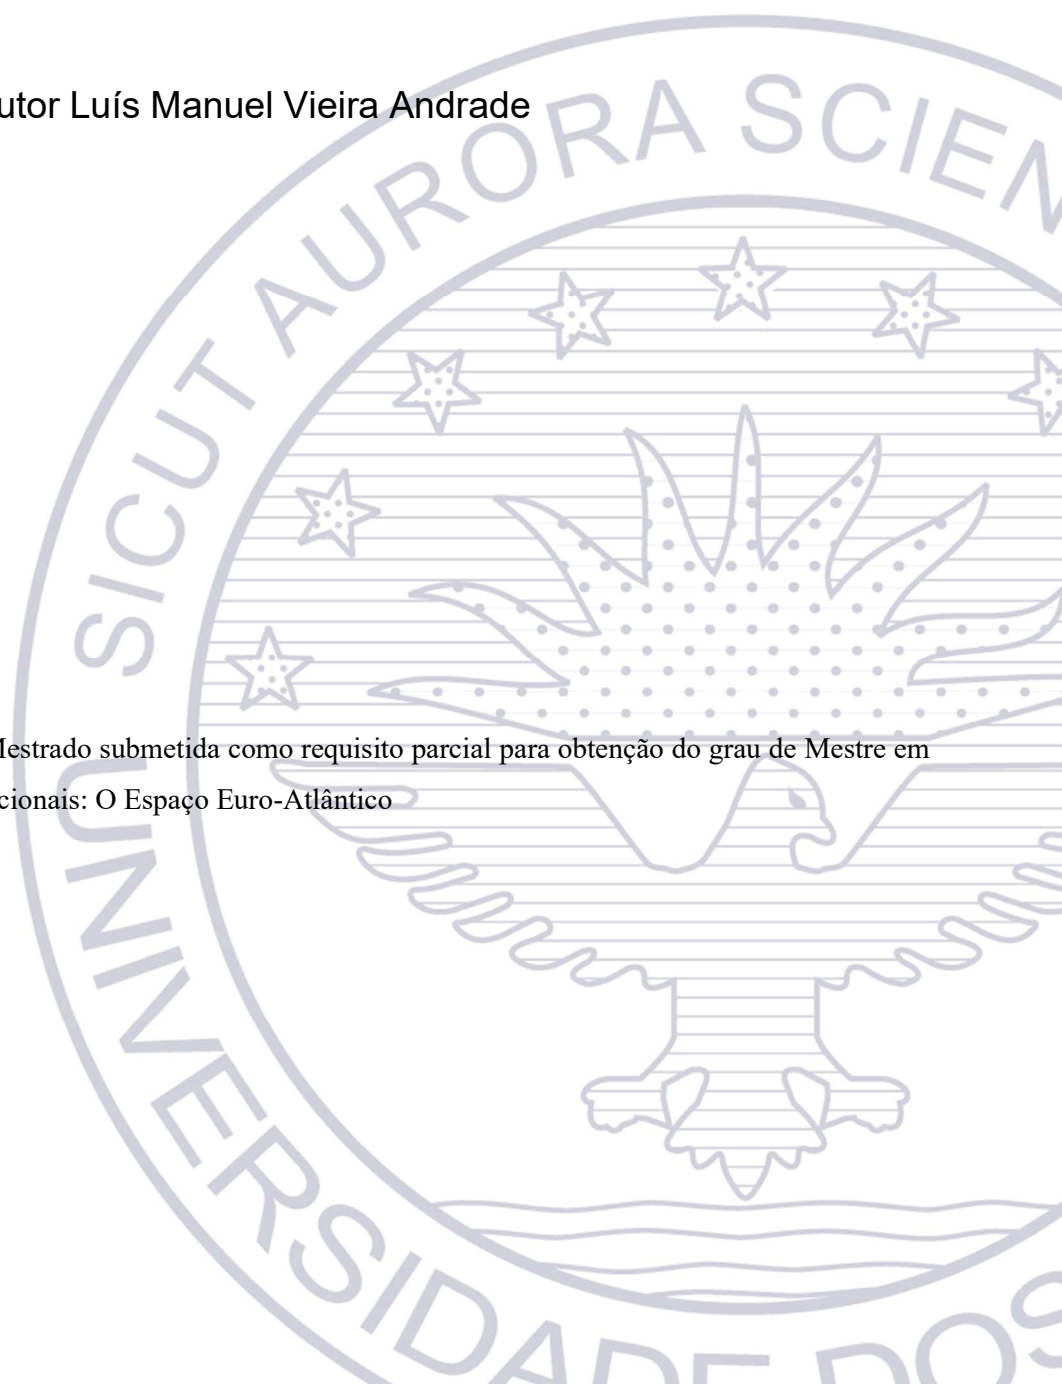 utor Luís Manuel Vieira Andrade
SICUT AURORA SCIEN
Mestrado submetida como requisito parcial para obtenção do grau de Mestre em
cionais: O Espaço Euro-Atlântico
UNIVERSIDADE DOS